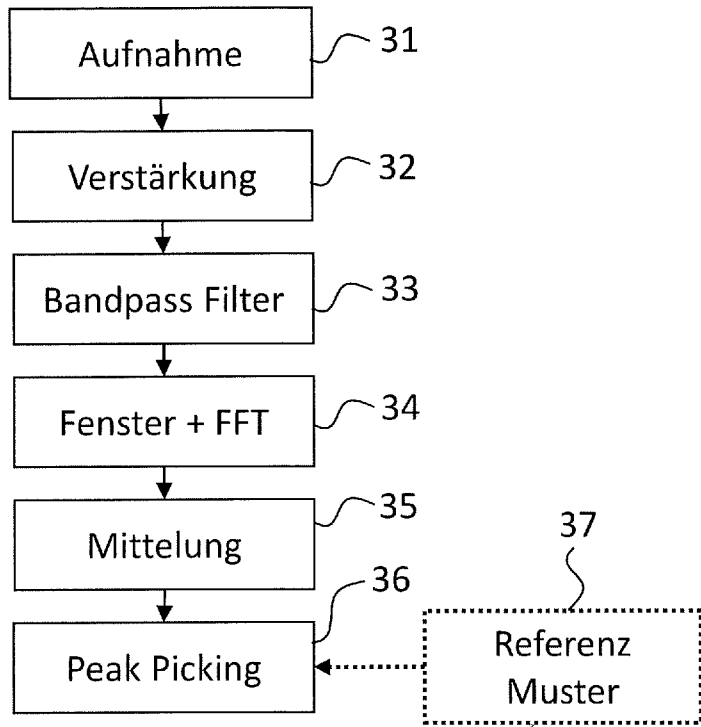 Aufnahme
31
Verstärkung
32
Bandpass Filter
33
Fenster + FFT
34
Mittelung
35
Peak Picking
36
37
Referenz
Muster